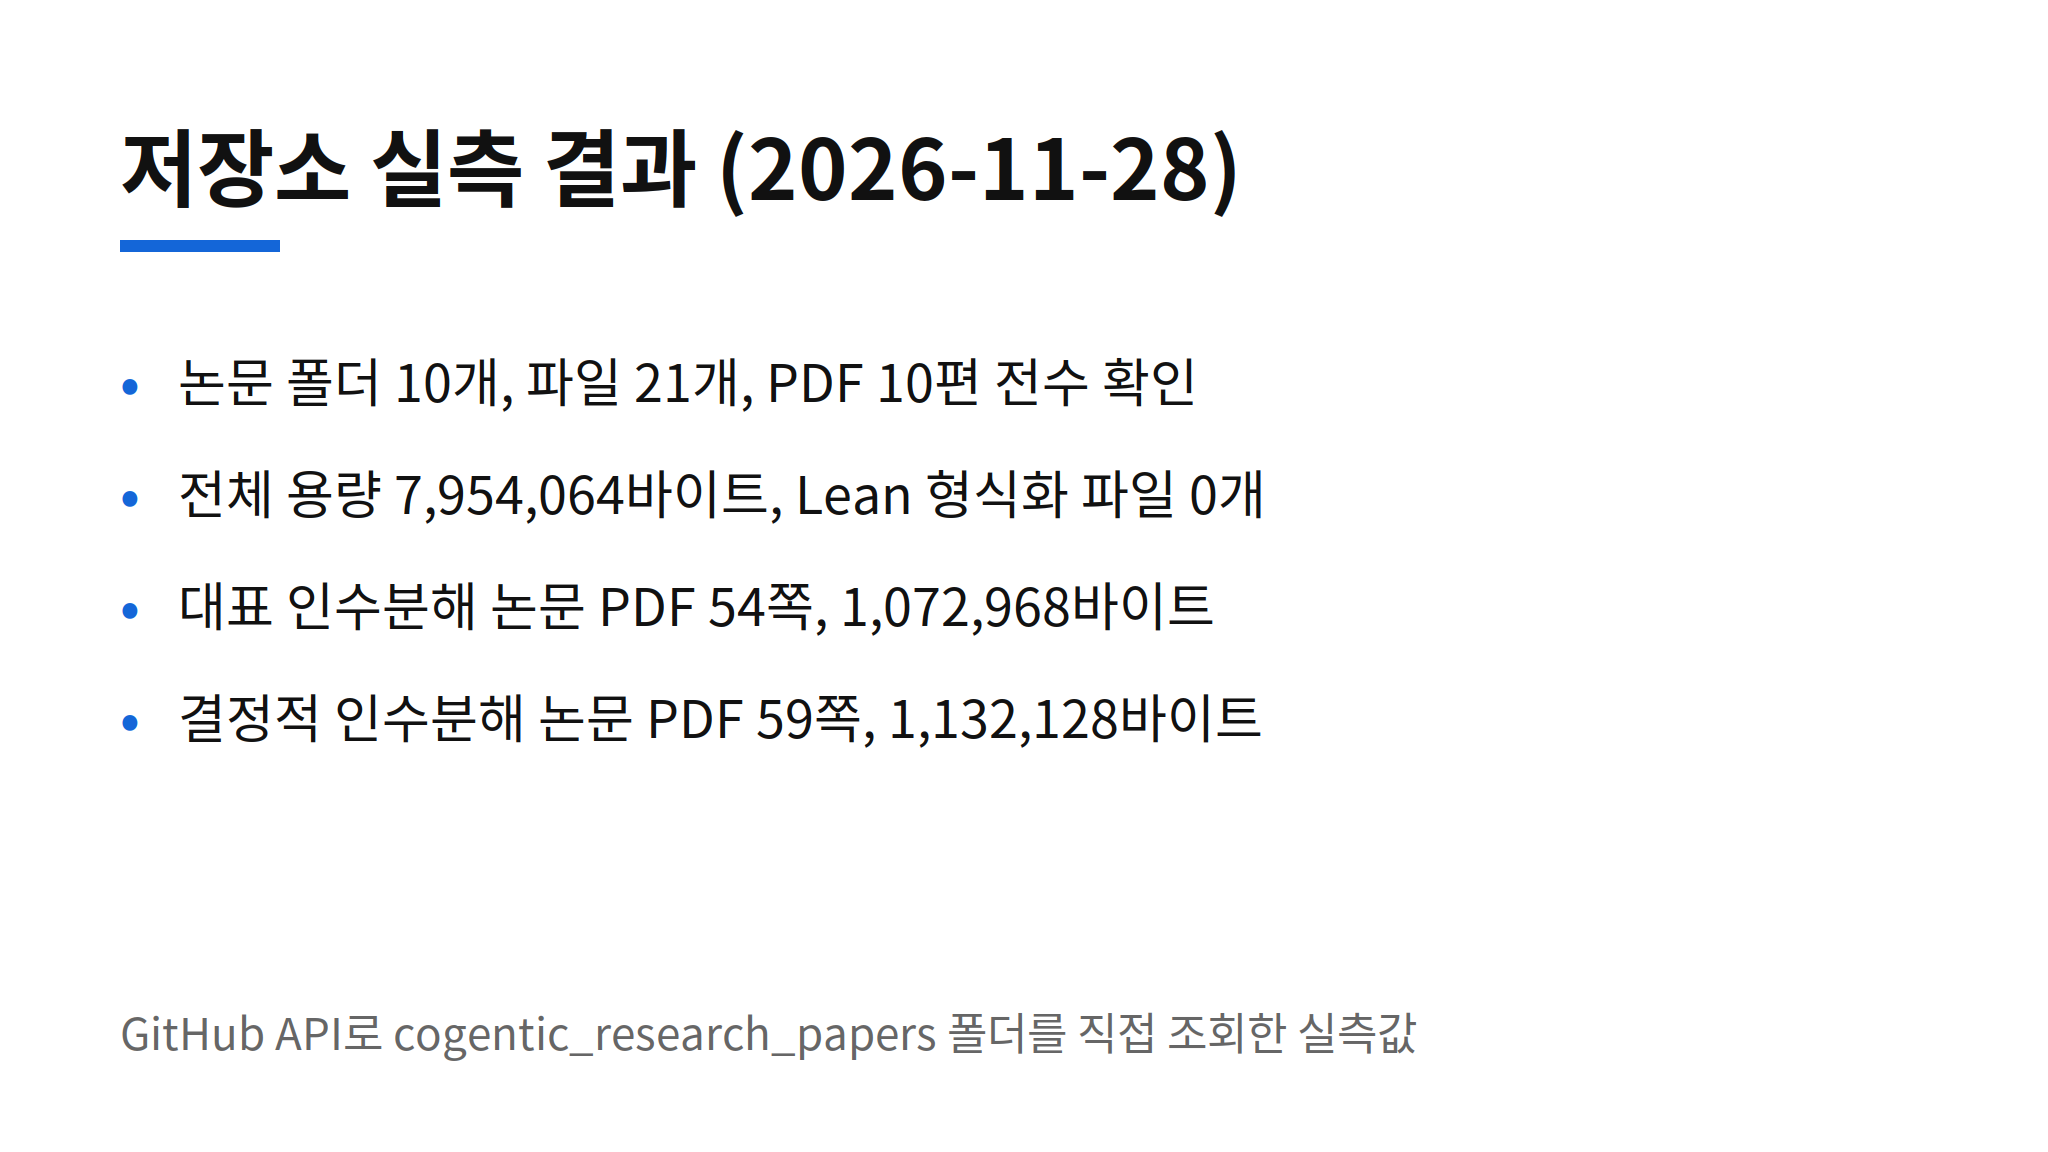 저장소 실측 결과 (2026-11-28)
• 논문 폴더 10개, 파일 21개, PDF 10편 전수 확인
• 전체 용량 7,954,064바이트, Lean 형식화 파일 0개
• 대표 인수분해 논문 PDF 54쪽, 1,072,968바이트
• 결정적 인수분해 논문 PDF 59쪽, 1,132,128바이트
GitHub API로 cogentic_research_papers 폴더를 직접 조회한 실측값